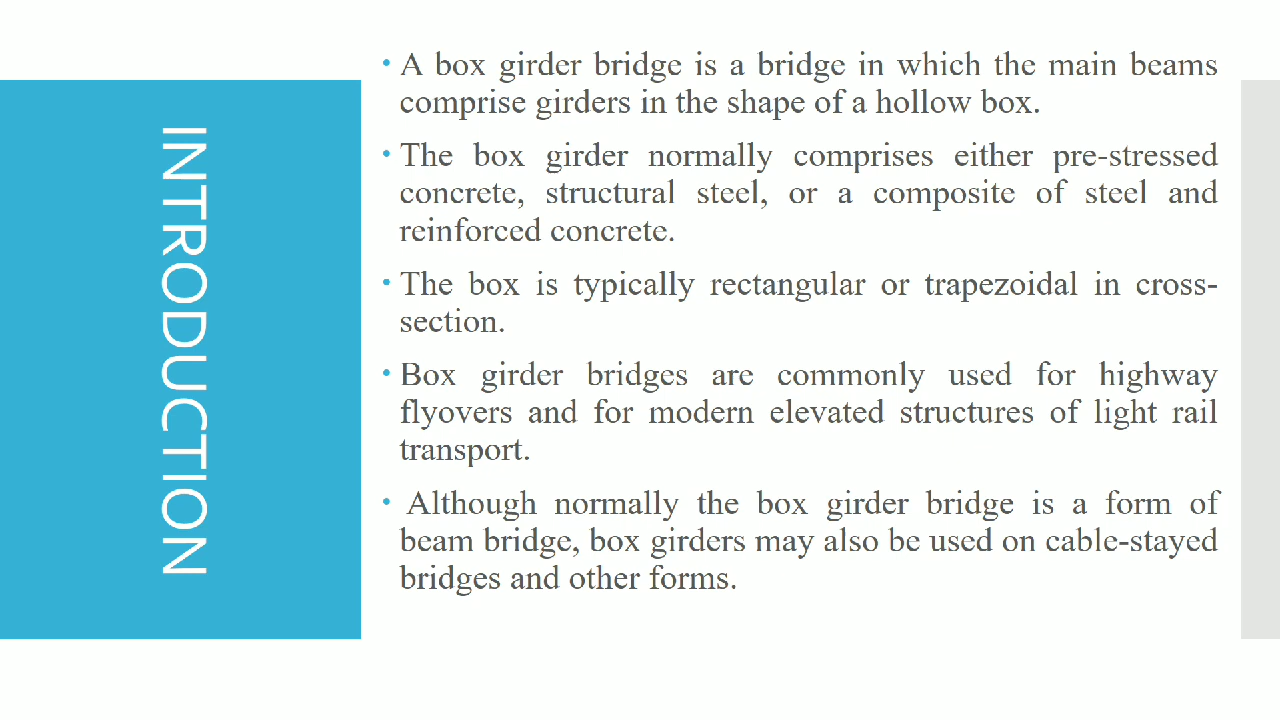 INTRODUCTION
• A box girder bridge is a bridge in which the main beams
comprise girders in the shape of a hollow box.
• The box girder normally comprises either pre-stressed
concrete, structural steel, or a composite of steel and
reinforced concrete.
• The box is typically rectangular or trapezoidal in cross-
section.
• Box girder bridges are commonly used for highway
flyovers and for modern elevated structures of light rail
transport.
• Although normally the box girder bridge is a form of
beam bridge, box girders may also be used on cable-stayed
bridges and other forms.